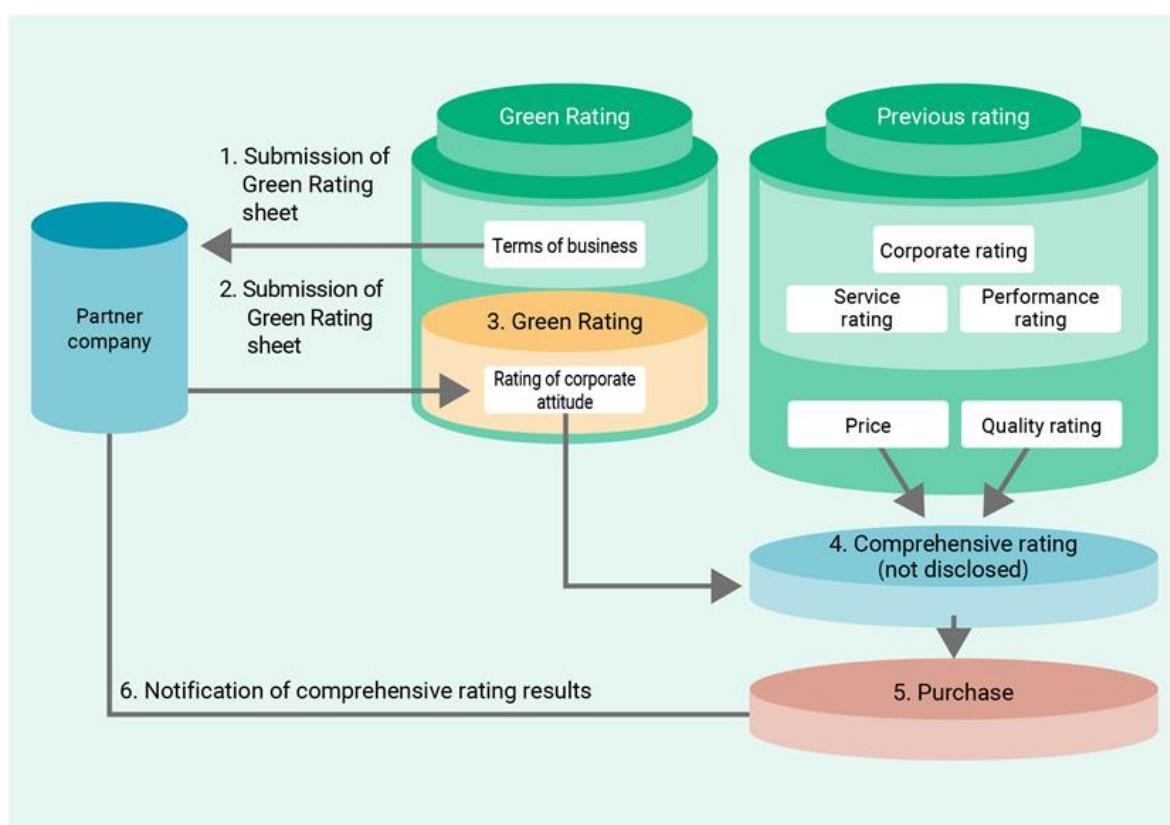 Green Rating
Previous rating
1. Submission of
Green Rating
sheet
Terms of business
Corporate rating
Service
rating
Performance
rating
2. Submission of
Green Rating
sheet
Partner
company
3. Green Rating
Rating of corporate
attitude
Price
Quality rating
4. Comprehensive rating
(not disclosed)
6. Notification of comprehensive rating results
5. Purchase